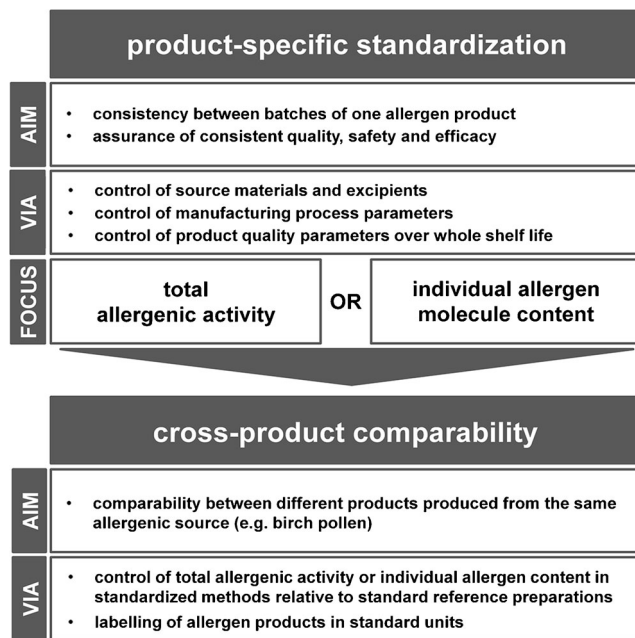 product-specific standardization
AIM
• consistency between batches of one allergen product
• assurance of consistent quality, safety and efficacy
VIA
• control of source materials and excipients
• control of manufacturing process parameters
• control of product quality parameters over whole shelf life
FOCUS
total
allergenic activity
OR
individual allergen
molecule content
cross-product comparability
AIM
• comparability between different products produced from the same
allergenic source (e.g. birch pollen)
VIA
• control of total allergenic activity or individual allergen content in
standardized methods relative to standard reference preparations
• labelling of allergen products in standard units